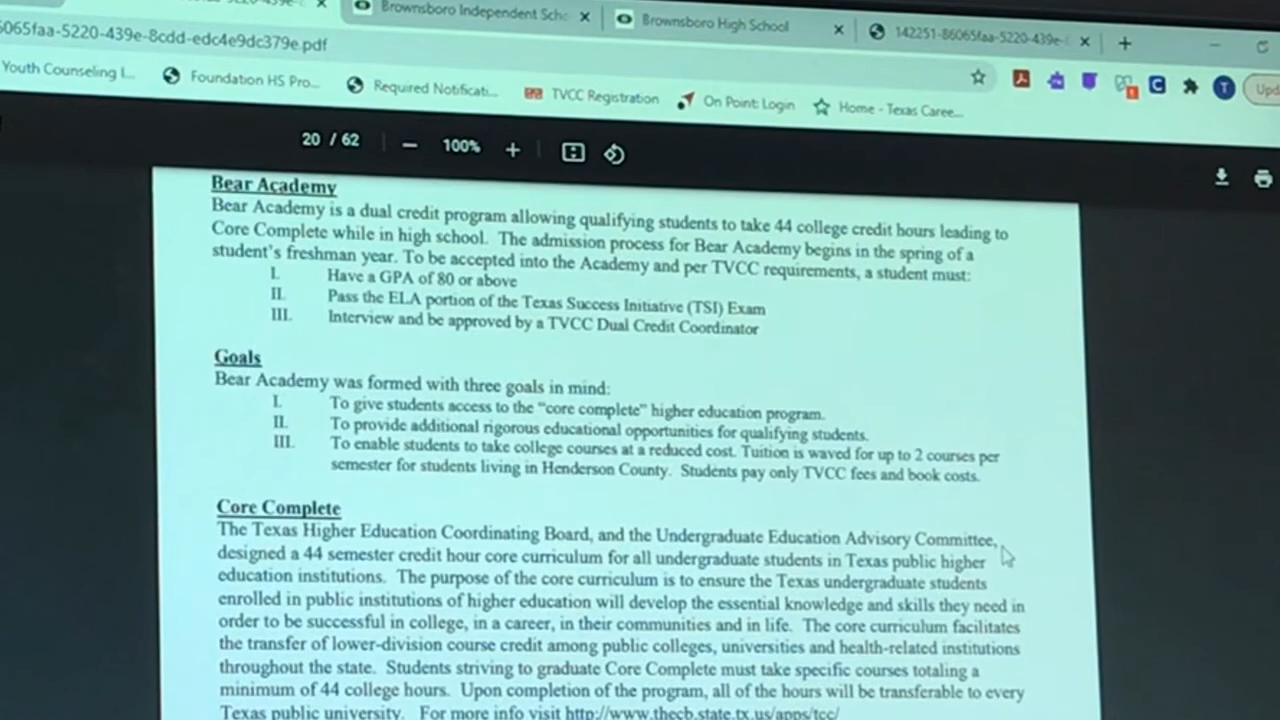 Brownsboro Independent Scho
Brownsboro High School
142251-86065faa-5220-439e-
6065faa-5220-439e-8cdd-edc4e9dc379e.pdf
Youth Counseling I...
Foundation HS Pro...
Required Notificati...
TVCC Registration
On Point: Login
Home - Texas Caree...
T
Upd
20 / 62
100%
Bear Academy
Bear Academy is a dual credit program allowing qualifying students to take 44 college credit hours leading to
Core Complete while in high school. The admission process for Bear Academy begins in the spring of a
student's freshman year. To be accepted into the Academy and per TVCC requirements, a student must:
I. Have a GPA of 80 or above
II. Pass the ELA portion of the Texas Success Initiative (TSI) Exam
III. Interview and be approved by a TVCC Dual Credit Coordinator
Goals
Bear Academy was formed with three goals in mind:
I. To give students access to the "core complete" higher education program.
II. To provide additional rigorous educational opportunities for qualifying students.
III. To enable students to take college courses at a reduced cost. Tuition is waved for up to 2 courses per
semester for students living in Henderson County. Students pay only TVCC fees and book costs.
Core Complete
The Texas Higher Education Coordinating Board, and the Undergraduate Education Advisory Committee,
designed a 44 semester credit hour core curriculum for all undergraduate students in Texas public higher
education institutions. The purpose of the core curriculum is to ensure the Texas undergraduate students
enrolled in public institutions of higher education will develop the essential knowledge and skills they need in
order to be successful in college, in a career, in their communities and in life. The core curriculum facilitates
the transfer of lower-division course credit among public colleges, universities and health-related institutions
throughout the state. Students striving to graduate Core Complete must take specific courses totaling a
minimum of 44 college hours. Upon completion of the program, all of the hours will be transferable to every
Texas public university. For more info visit http://www.thecb.state.tx.us/apps/tcc/